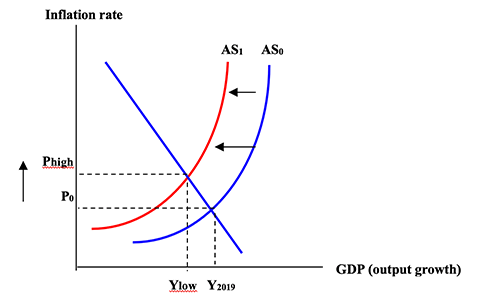 Inflation rate
AS1 AS0
Phigh
P0
GDP (output growth)
Ylow Y2019